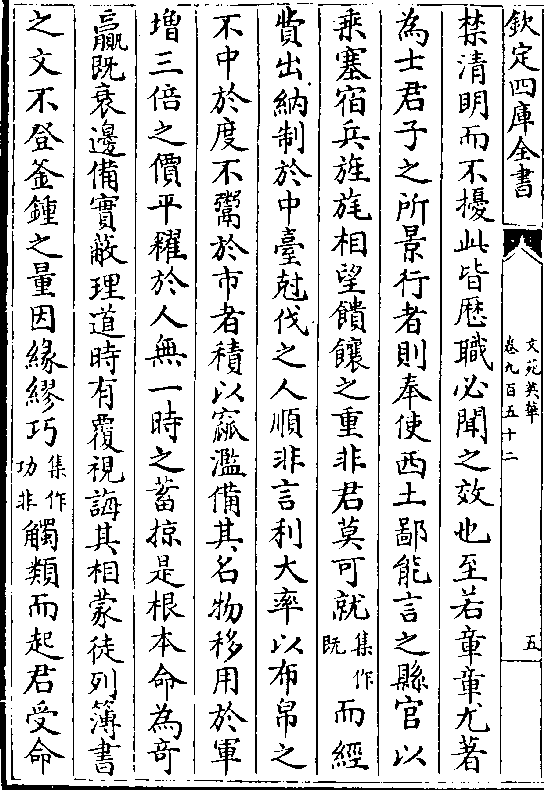 欽定四庫全書
文苑英華
卷九百五十二
五
禁清明而不擾此皆歷職必聞之效也至若章章尤著
為士君子之所景行者則奉使西土鄙能言之縣官以
乘塞宿兵旌旄相望饋饟之重非君莫可就集作既而經
費出納制於中臺尅伐之人順非言利大率以布帛之
不中於度不鬻於市者積以窳濫備其名物移用於軍
增三倍之價平糴於人無一時之蓄掠是根本命為奇
羸既衰邊備實蔽理道時有覆視誨其相蒙徒列簿書
之文不登釜鍾之量因緣繆巧集作功非觸類而起君受命